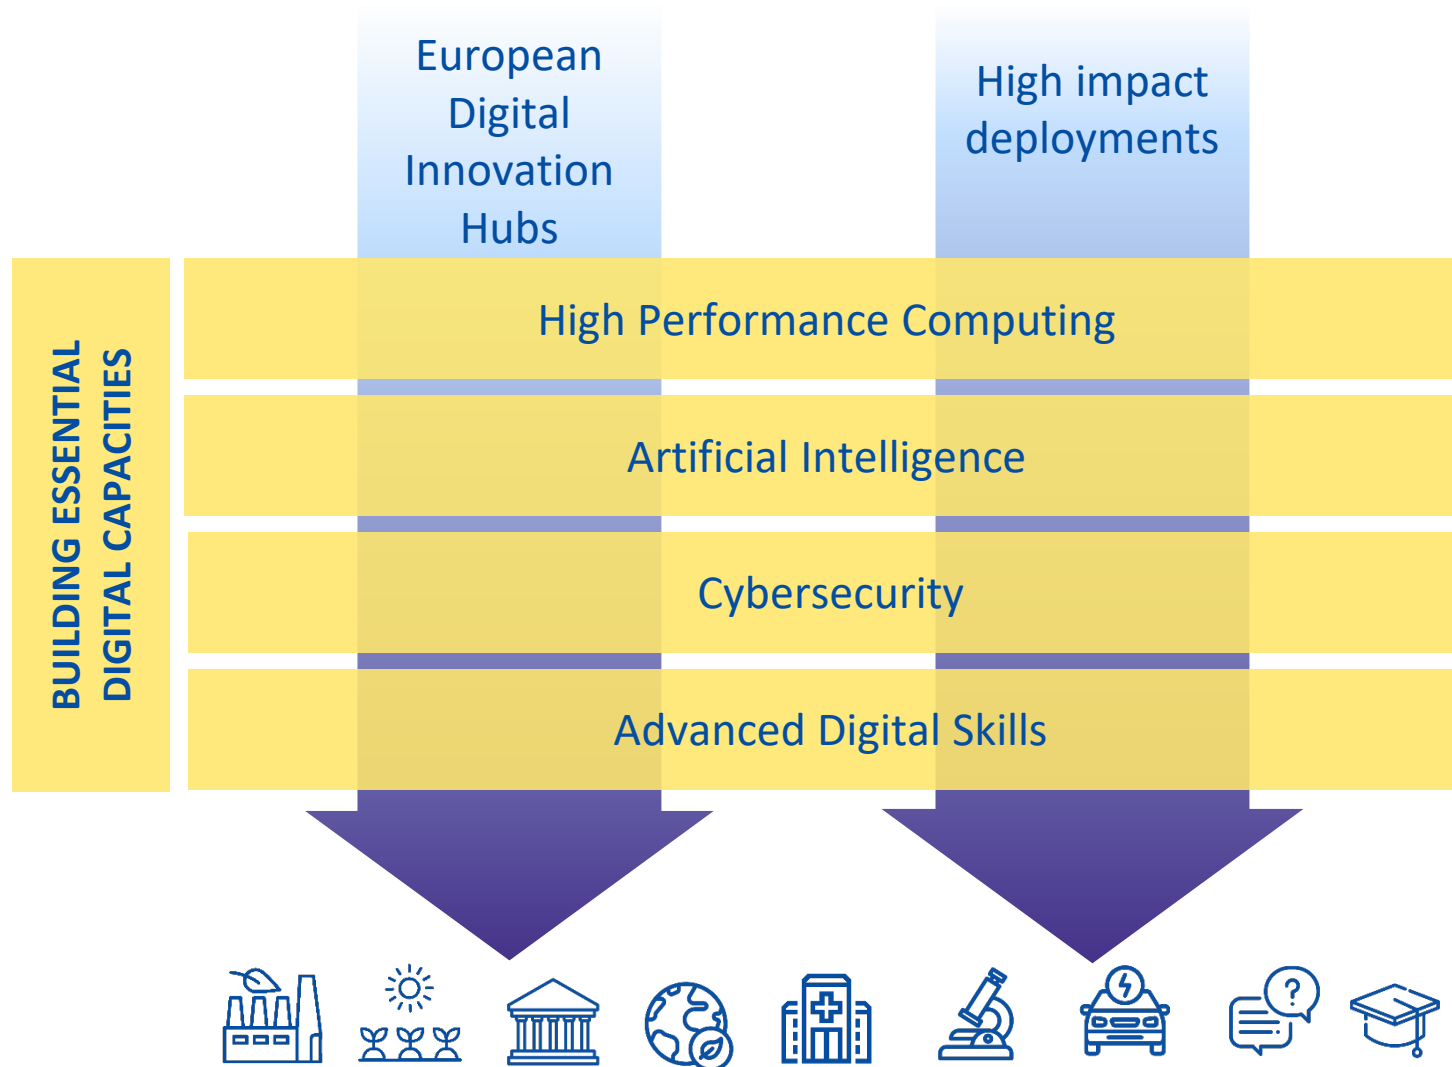 European
Digital
Innovation
Hubs
High impact
deployments
BUILDING ESSENTIAL
DIGITAL CAPACITIES
High Performance Computing
Artificial Intelligence
Cybersecurity
Advanced Digital Skills
?